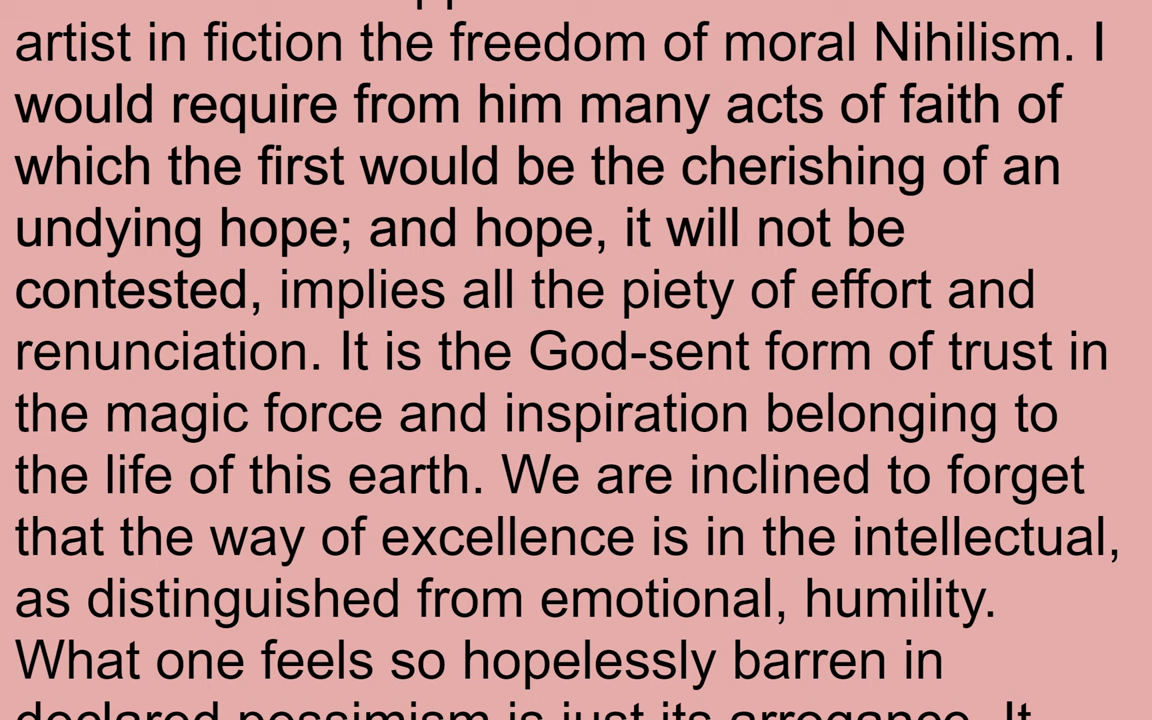 artist in fiction the freedom of moral Nihilism. I
would require from him many acts of faith of
which the first would be the cherishing of an
undying hope; and hope, it will not be
contested, implies all the piety of effort and
renunciation. It is the God-sent form of trust in
the magic force and inspiration belonging to
the life of this earth. We are inclined to forget
that the way of excellence is in the intellectual,
as distinguished from emotional, humility.
What one feels so hopelessly barren in
declared pessimism is just its arrogance. It